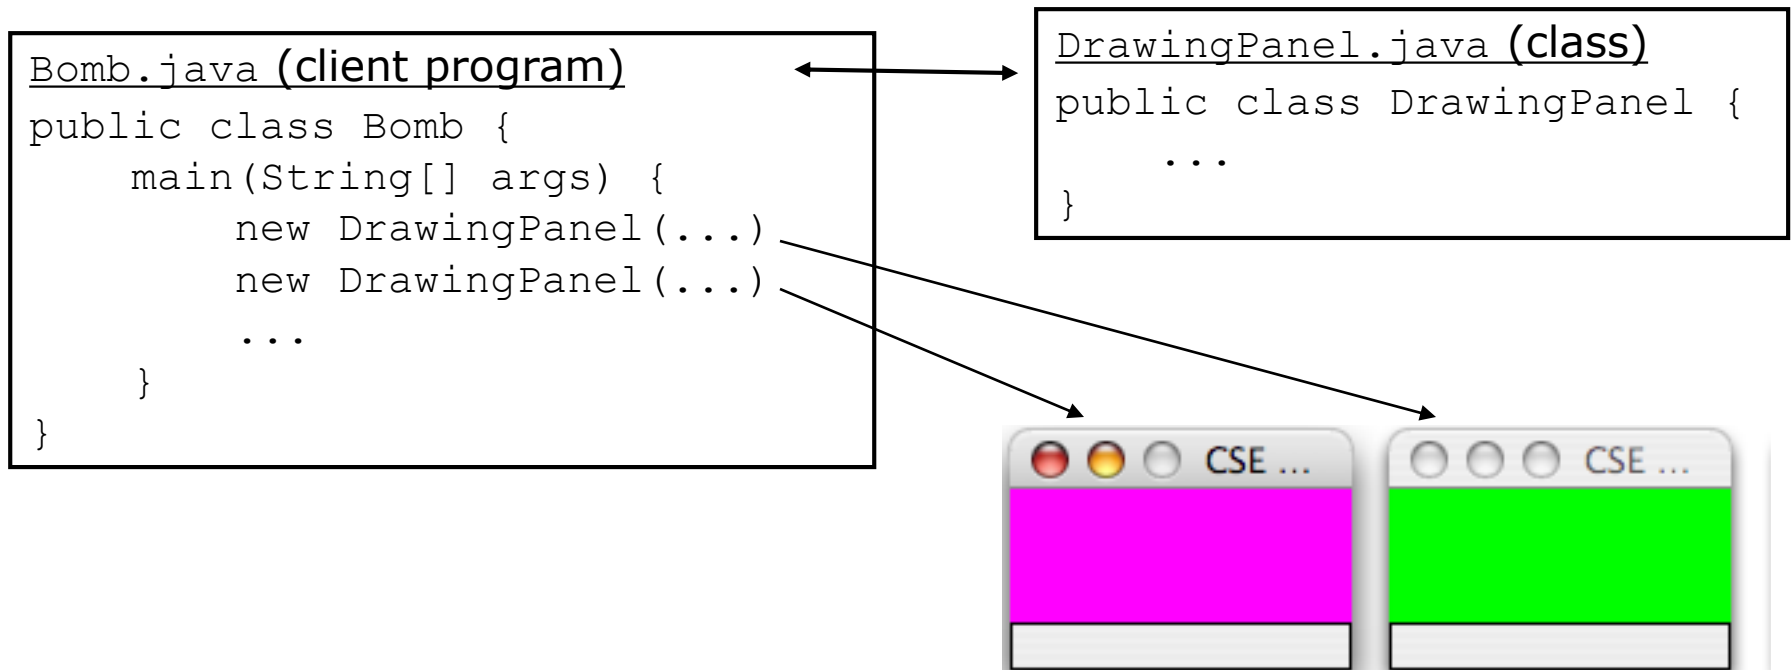 Bomb.java (client program)
public class Bomb {
    main(String[] args) {
        new DrawingPanel(...)
        new DrawingPanel(...)
        ...
    }
}
DrawingPanel.java (class)
public class DrawingPanel {
    ...
}
CSE ...
CSE ...